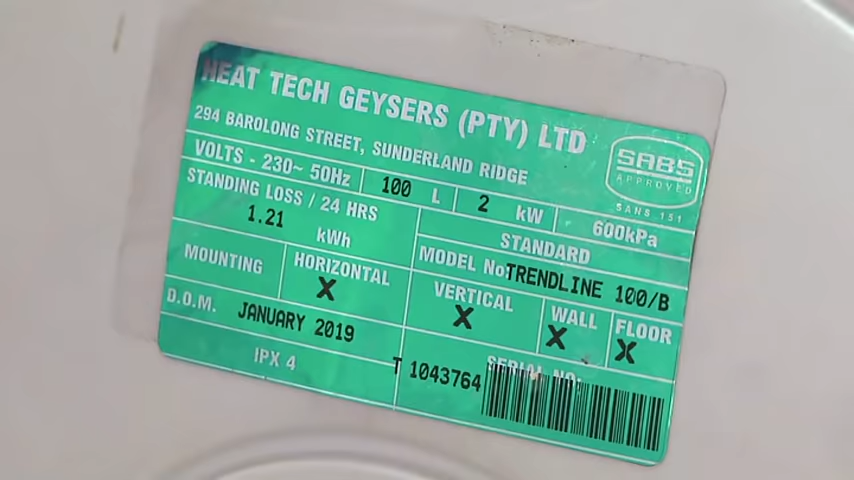 HEAT TECH GEYSERS (PTY) LTD
294 BAROLONG STREET, SUNDERLAND RIDGE
SABS
APPROVED
SANS 151
VOLTS - 230~ 50Hz 100 L 2 kW 600kPa
STANDING LOSS / 24 HRS
1.21 kWh
STANDARD
MODEL No TRENDLINE 100/B
MOUNTING HORIZONTAL X VERTICAL X WALL X FLOOR X
D.O.M. JANUARY 2019
IPX 4
SERIAL NO.
T 1043764